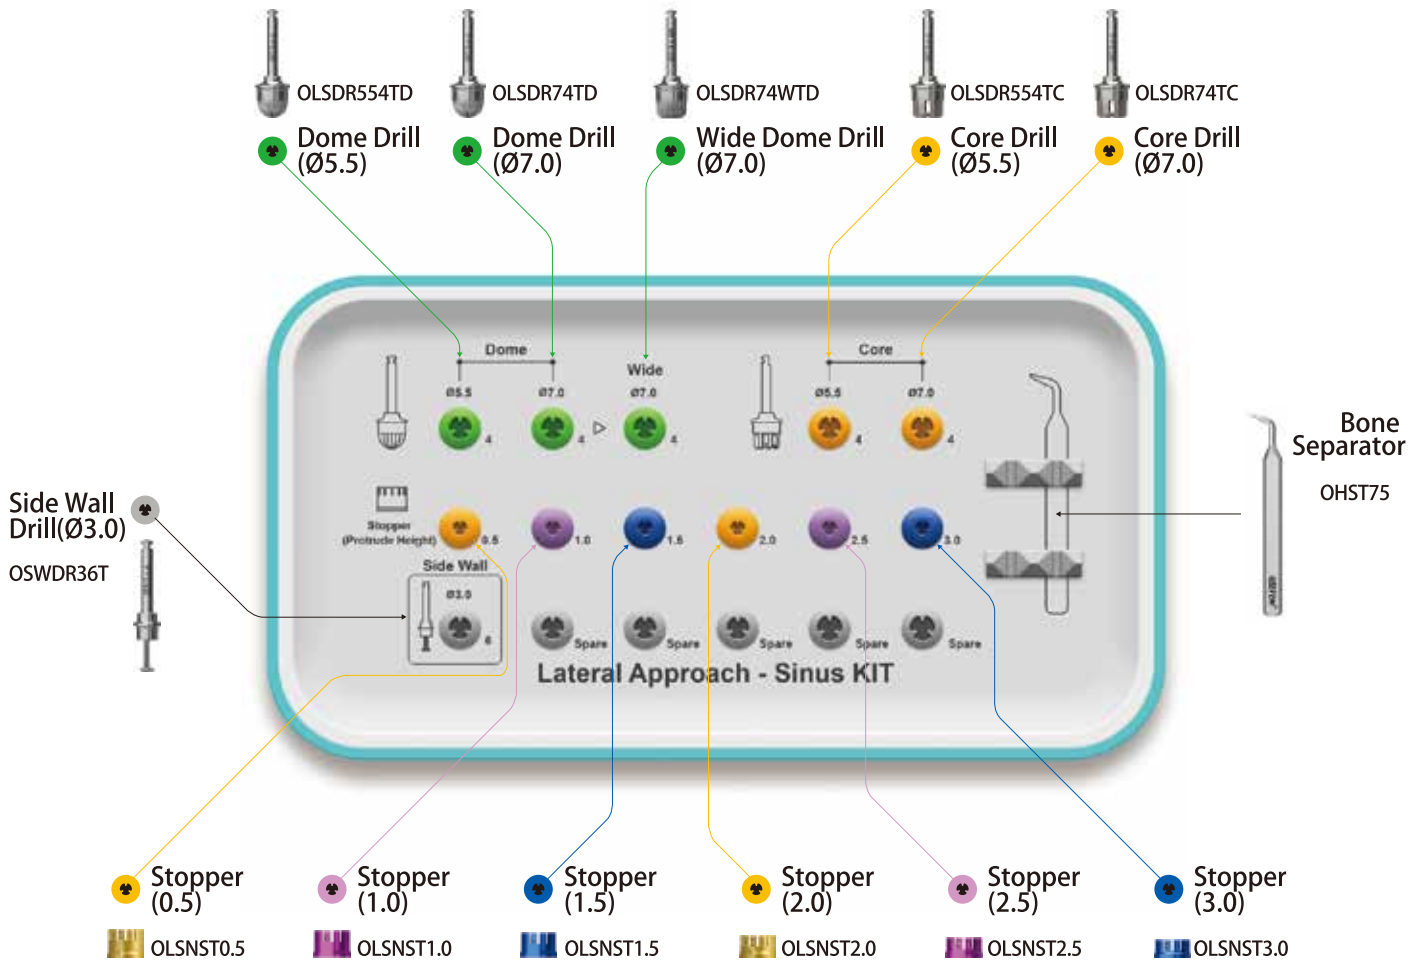 OLSDR554TD
OLSDR74TD
OLSDR74WTD
OLSDR554TC
OLSDR74TC
Dome Drill
(Ø5.5)
Dome Drill
(Ø7.0)
Wide Dome Drill
(Ø7.0)
Core Drill
(Ø5.5)
Core Drill
(Ø7.0)
Dome
Wide
Core
Ø5.5
Ø7.0
Ø7.0
Ø5.5
Ø7.0
4
4
4
4
4
Bone
Separator
OHST75
Side Wall
Drill(Ø3.0)
OSWDR36T
Stopper
(Protrude Height)
0.5
1.0
1.5
2.0
2.5
3.0
Side Wall
Ø3.0
6
Spare
Spare
Spare
Spare
Spare
Lateral Approach - Sinus KIT
Stopper
(0.5)
Stopper
(1.0)
Stopper
(1.5)
Stopper
(2.0)
Stopper
(2.5)
Stopper
(3.0)
OLSNST0.5
OLSNST1.0
OLSNST1.5
OLSNST2.0
OLSNST2.5
OLSNST3.0